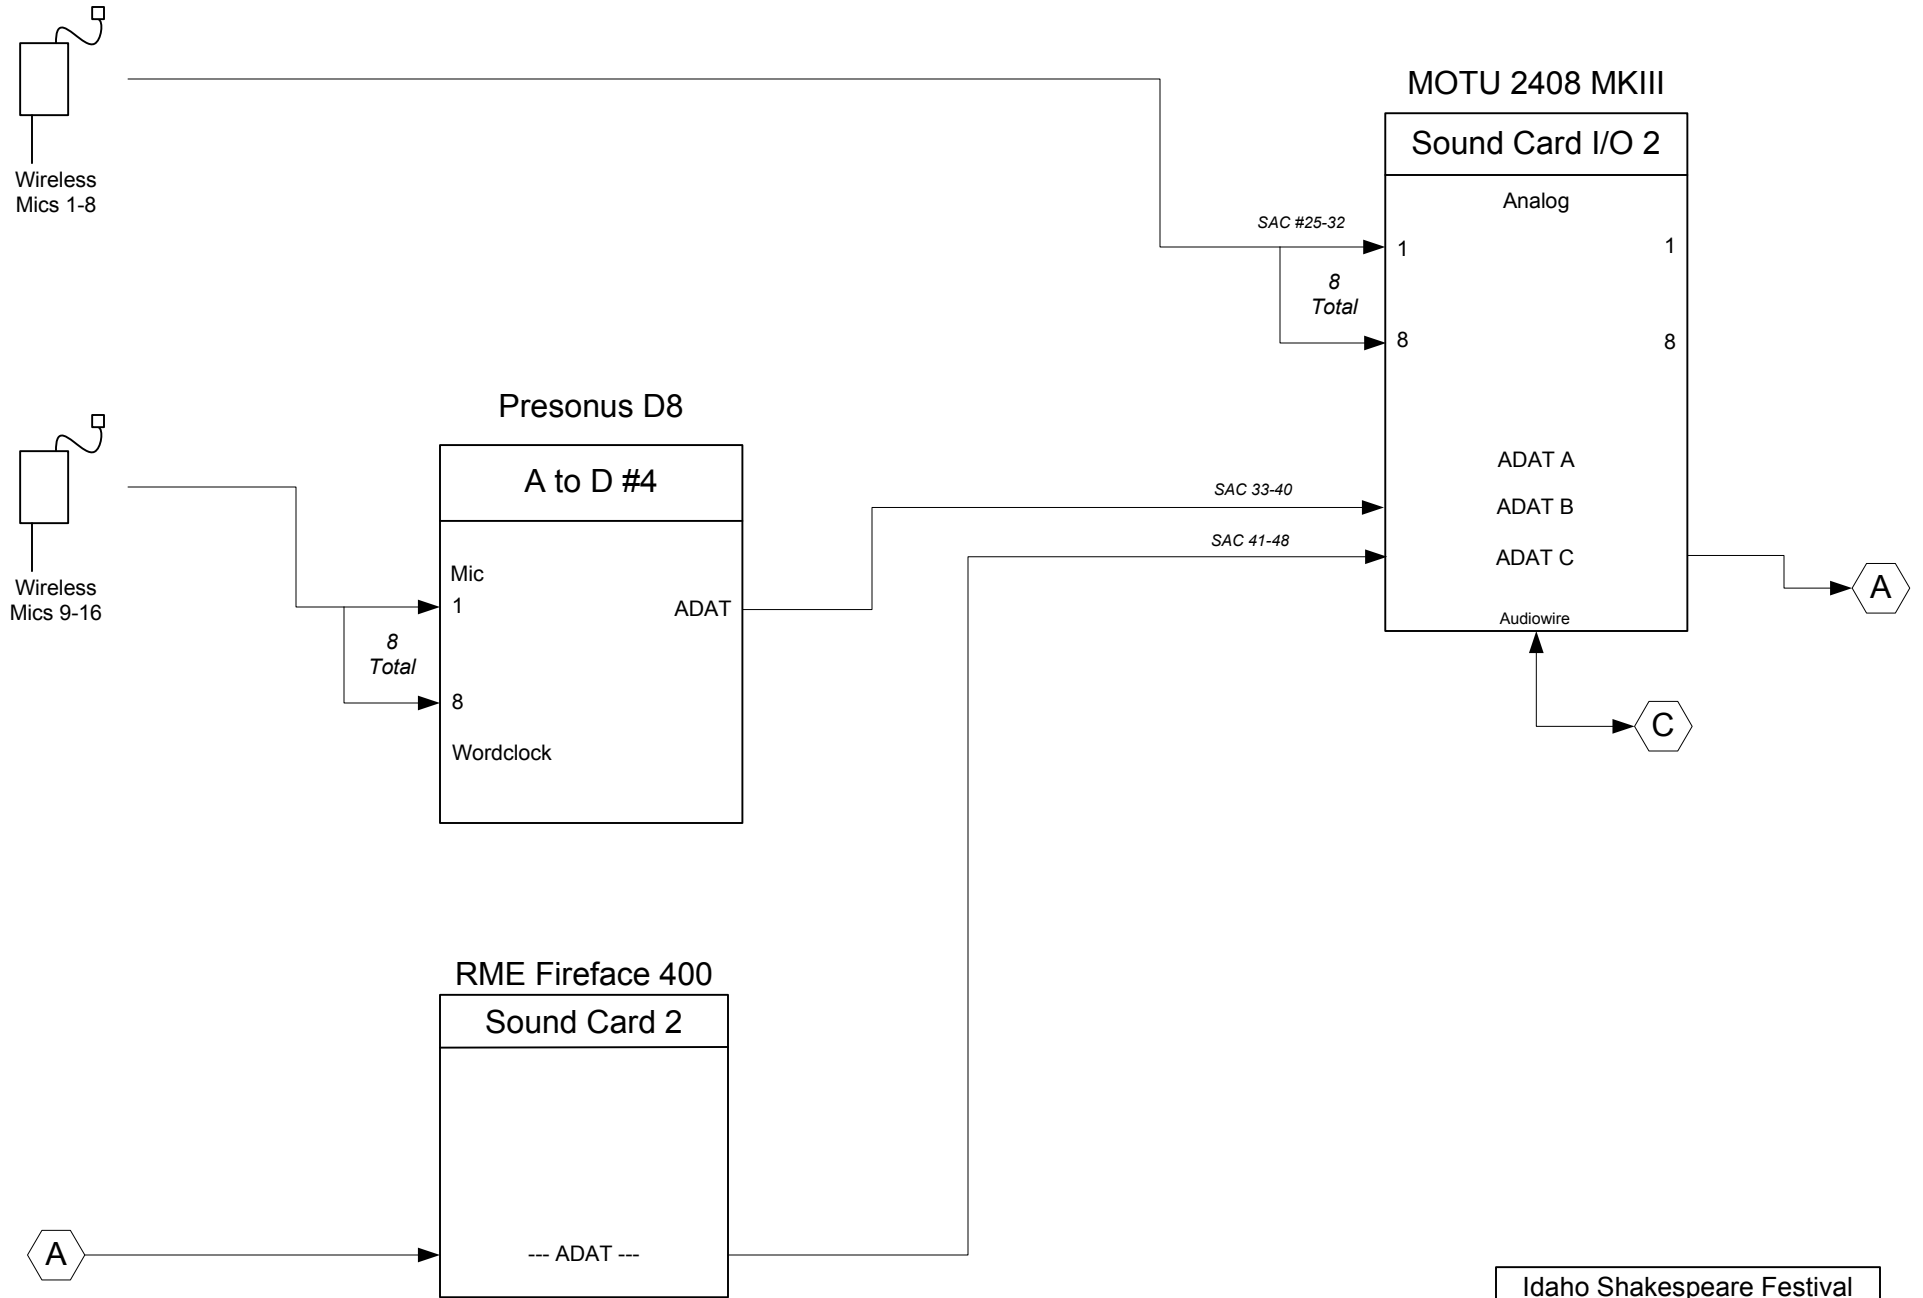 Wireless
Mics 1-8
MOTU 2408 MKIII
Sound Card I/O 2
Analog
SAC #25-32
1
1
8
Total
8
8
Presonus D8
A to D #4
Mic
1
ADAT
8
Total
8
Wordclock
Wireless
Mics 9-16
SAC 33-40
SAC 41-48
ADAT A
ADAT B
ADAT C
Audiowire
A
C
RME Fireface 400
Sound Card 2
--- ADAT ---
A
Idaho Shakespeare Festival